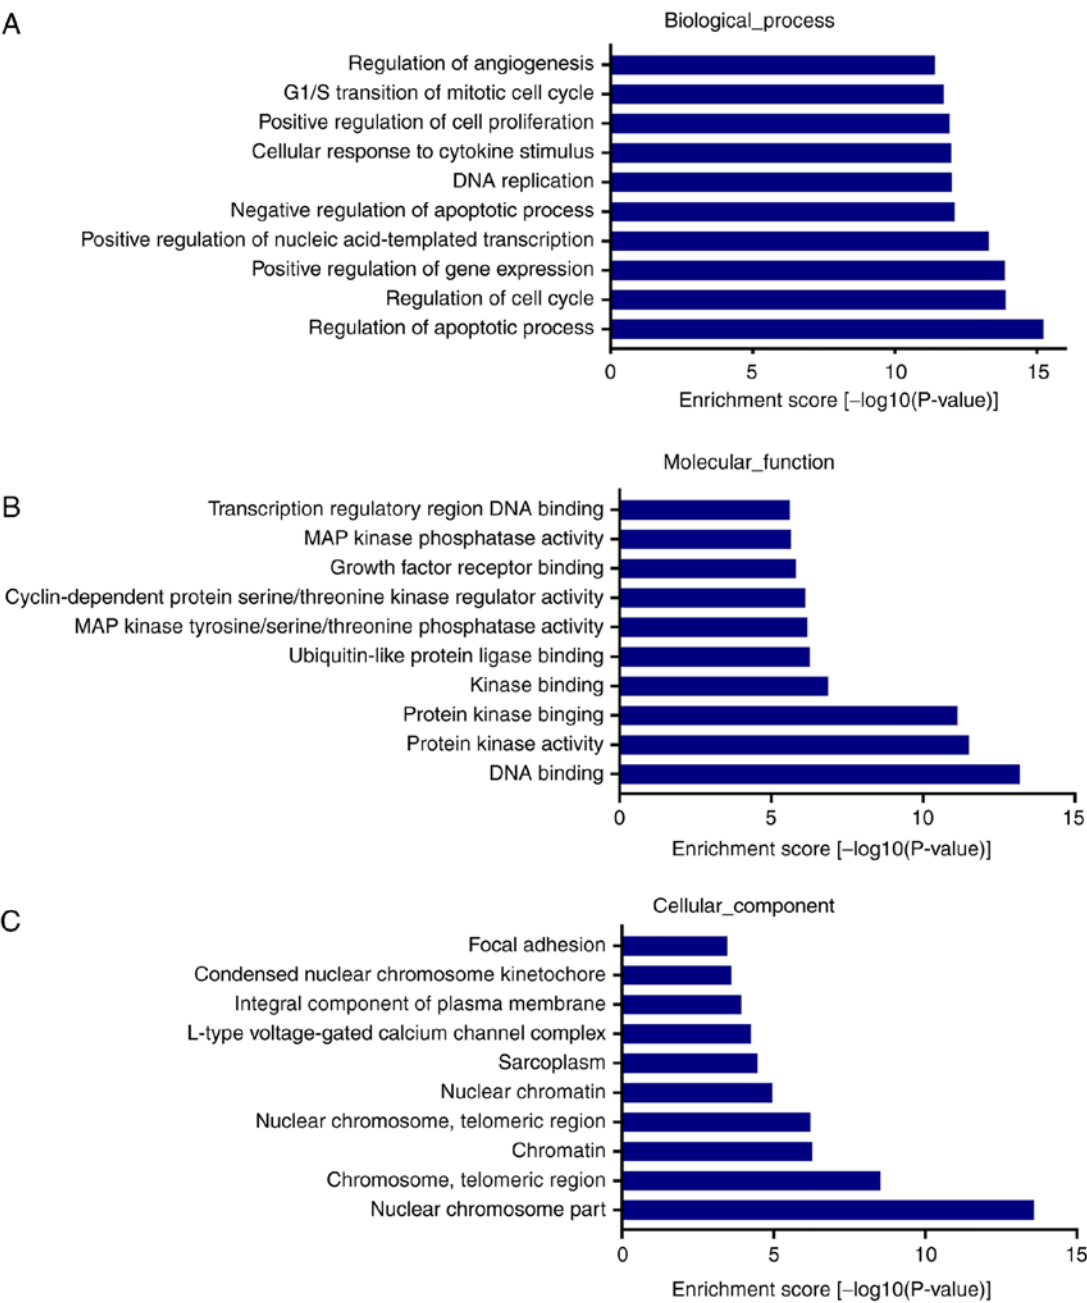 A
Biological_process
Regulation of angiogenesis
G1/S transition of mitotic cell cycle
Positive regulation of cell proliferation
Cellular response to cytokine stimulus
DNA replication
Negative regulation of apoptotic process
Positive regulation of nucleic acid-templated transcription
Positive regulation of gene expression
Regulation of cell cycle
Regulation of apoptotic process
0 5 10 15
Enrichment score [−log10(P-value)]
Molecular_function
B
Transcription regulatory region DNA binding
MAP kinase phosphatase activity
Growth factor receptor binding
Cyclin-dependent protein serine/threonine kinase regulator activity
MAP kinase tyrosine/serine/threonine phosphatase activity
Ubiquitin-like protein ligase binding
Kinase binding
Protein kinase binging
Protein kinase activity
DNA binding
0 5 10 15
Enrichment score [−log10(P-value)]
Cellular_component
C
Focal adhesion
Condensed nuclear chromosome kinetochore
Integral component of plasma membrane
L-type voltage-gated calcium channel complex
Sarcoplasm
Nuclear chromatin
Nuclear chromosome, telomeric region
Chromatin
Chromosome, telomeric region
Nuclear chromosome part
0 5 10 15
Enrichment score [−log10(P-value)]